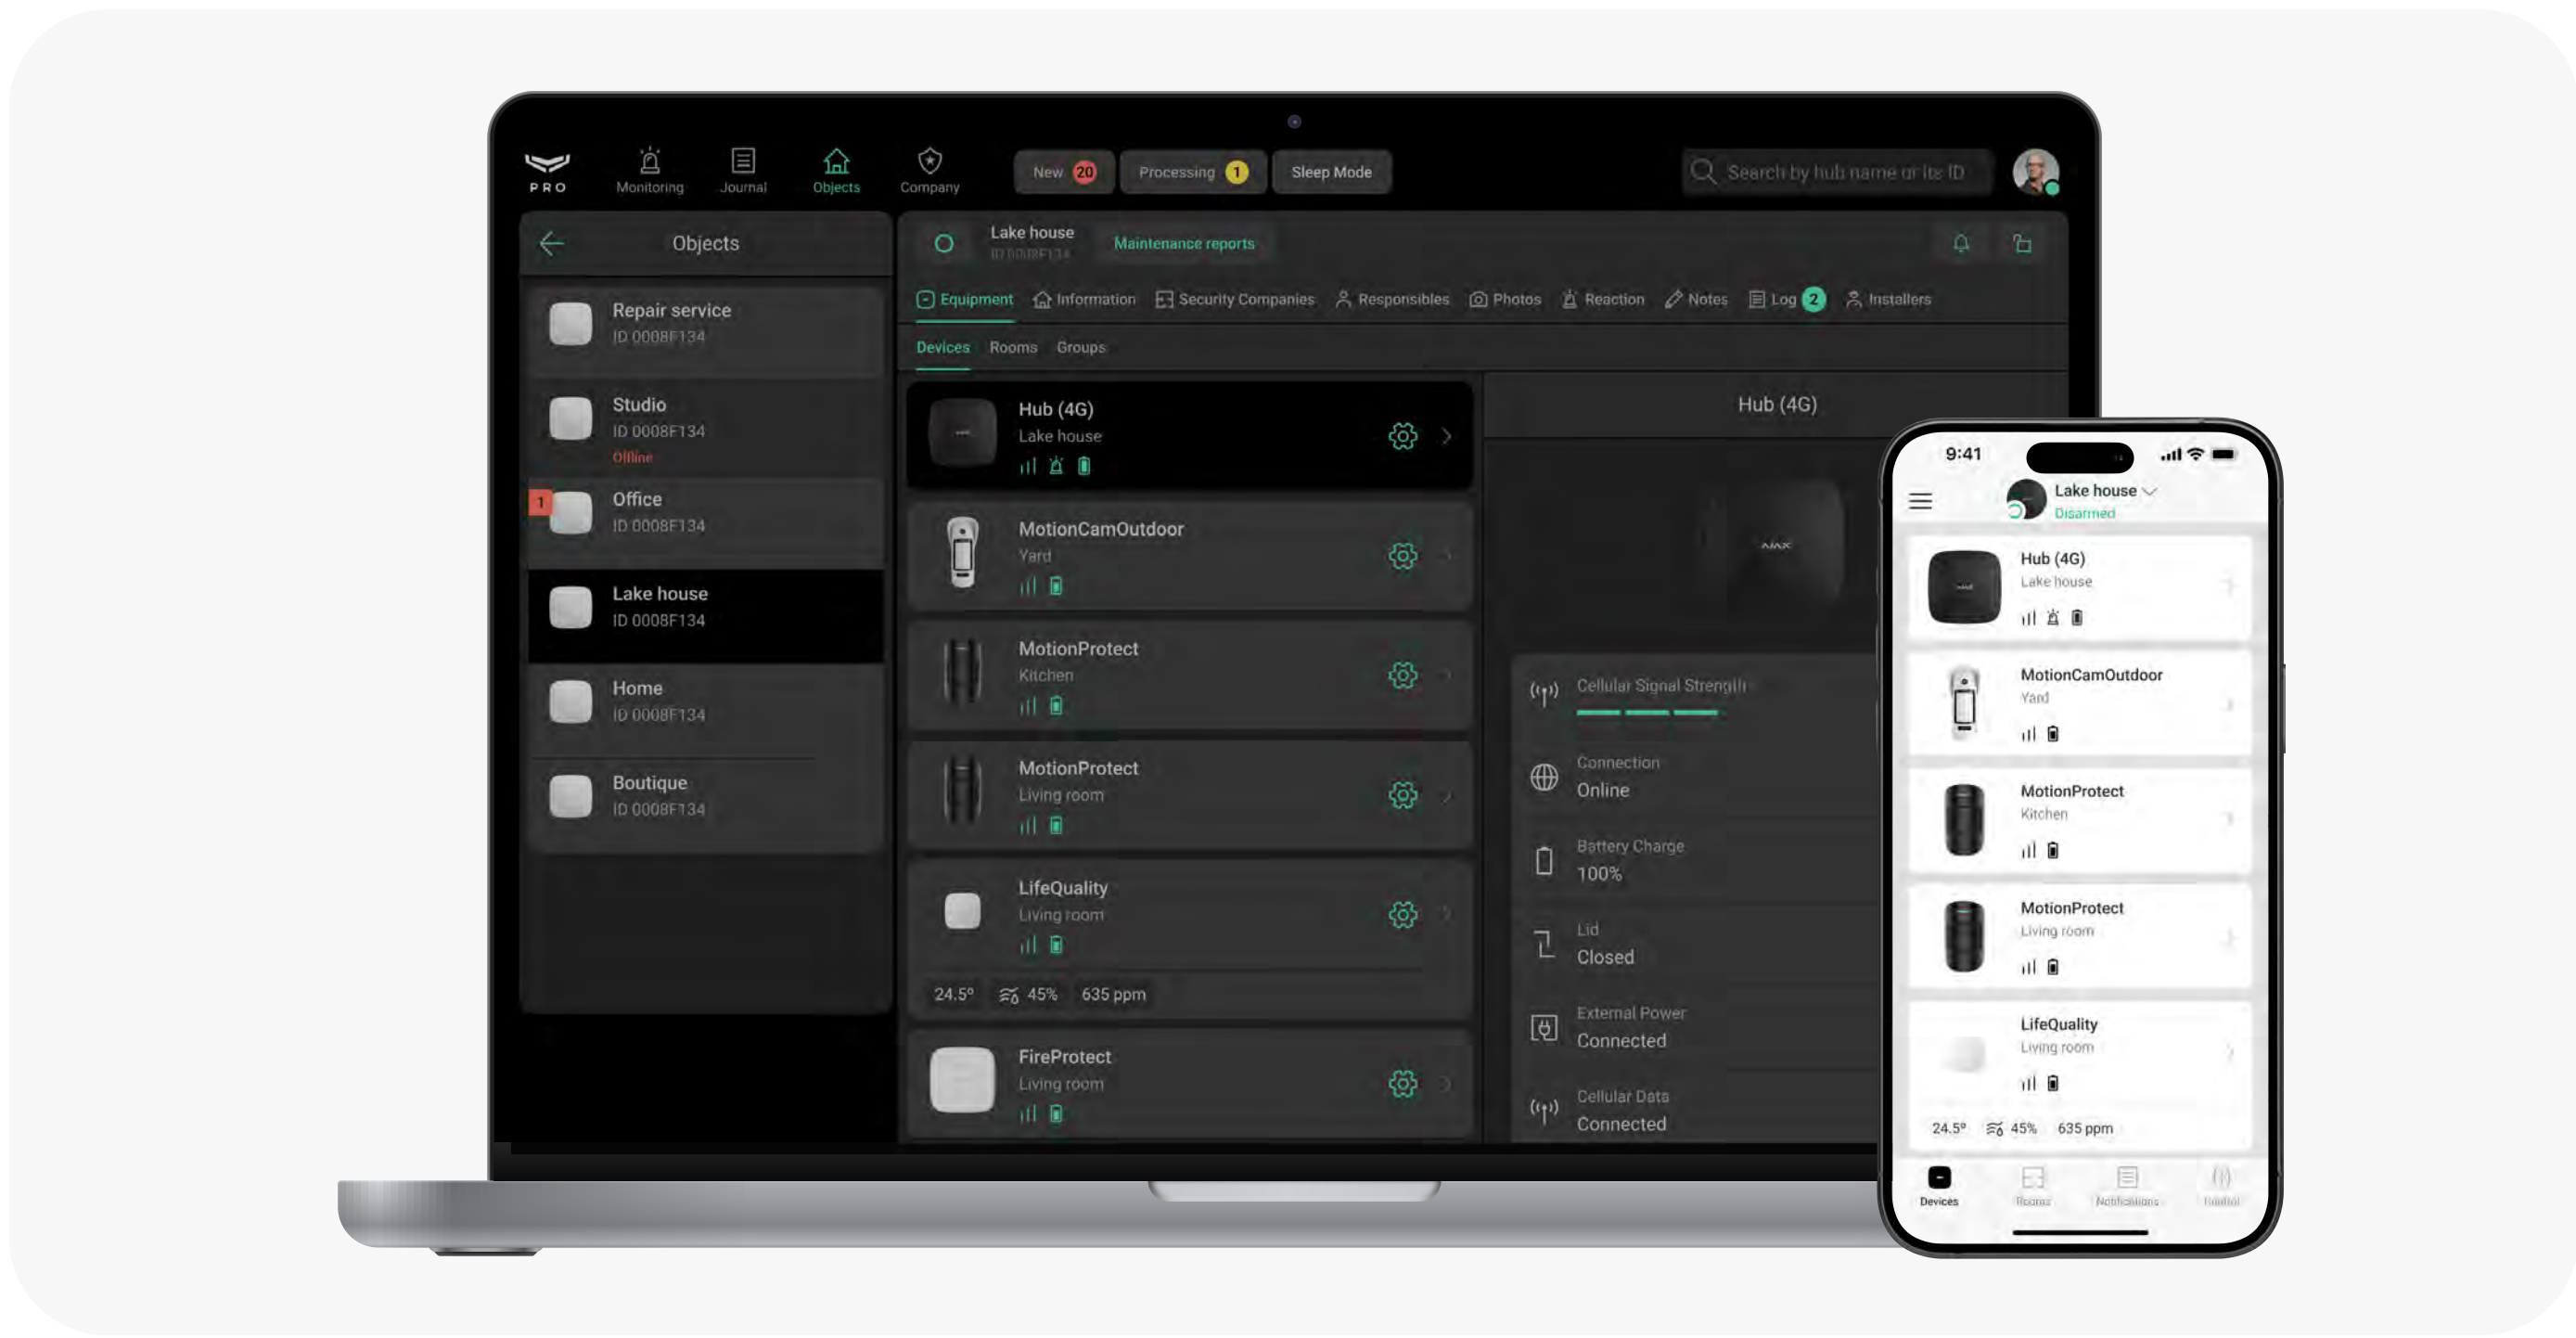 PRO
Monitoring
Journal
Objects
Company
New 20
Processing 1
Sleep Mode
Search by hub name or its ID
Objects
Repair service
ID 0008F134
Studio
ID 0008F134
Offline
1
Office
ID 0008F134
Lake house
ID 0008F134
Home
ID 0008F134
Boutique
ID 0008F134
Lake house
ID 0008F134
Maintenance reports
Equipment
Information
Security Companies
Responsibles
Photos
Reaction
Notes
Log 2
Installers
Devices
Rooms
Groups
Hub (4G)
Lake house
MotionCamOutdoor
Yard
MotionProtect
Kitchen
MotionProtect
Living room
LifeQuality
Living room
24.5° 45% 635 ppm
FireProtect
Living room
Hub (4G)
AJAX
Cellular Signal Strength
Connection
Online
Battery Charge
100%
Lid
Closed
External Power
Connected
Cellular Data
Connected
9:41
Lake house
Disarmed
Hub (4G)
Lake house
MotionCamOutdoor
Yard
MotionProtect
Kitchen
MotionProtect
Living room
LifeQuality
Living room
24.5° 45% 635 ppm
Devices
Rooms
Notifications
Control